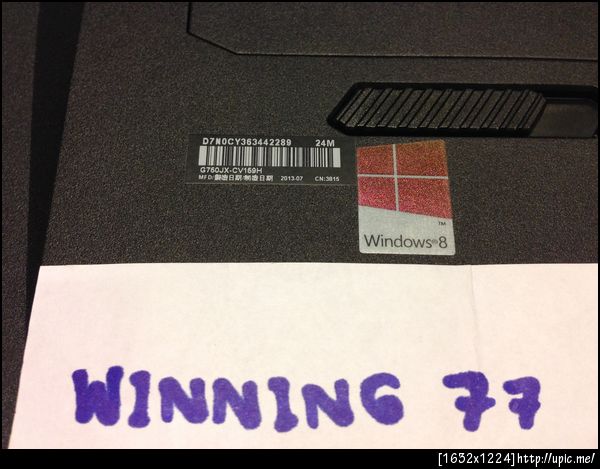 D7N0CY363442289 24M
G750JX-CV159H
MFD/製造日期/制造日期 2013-07 CN:3815
Windows®8
™
WINNING 77
[1632x1224]http://upic.me/